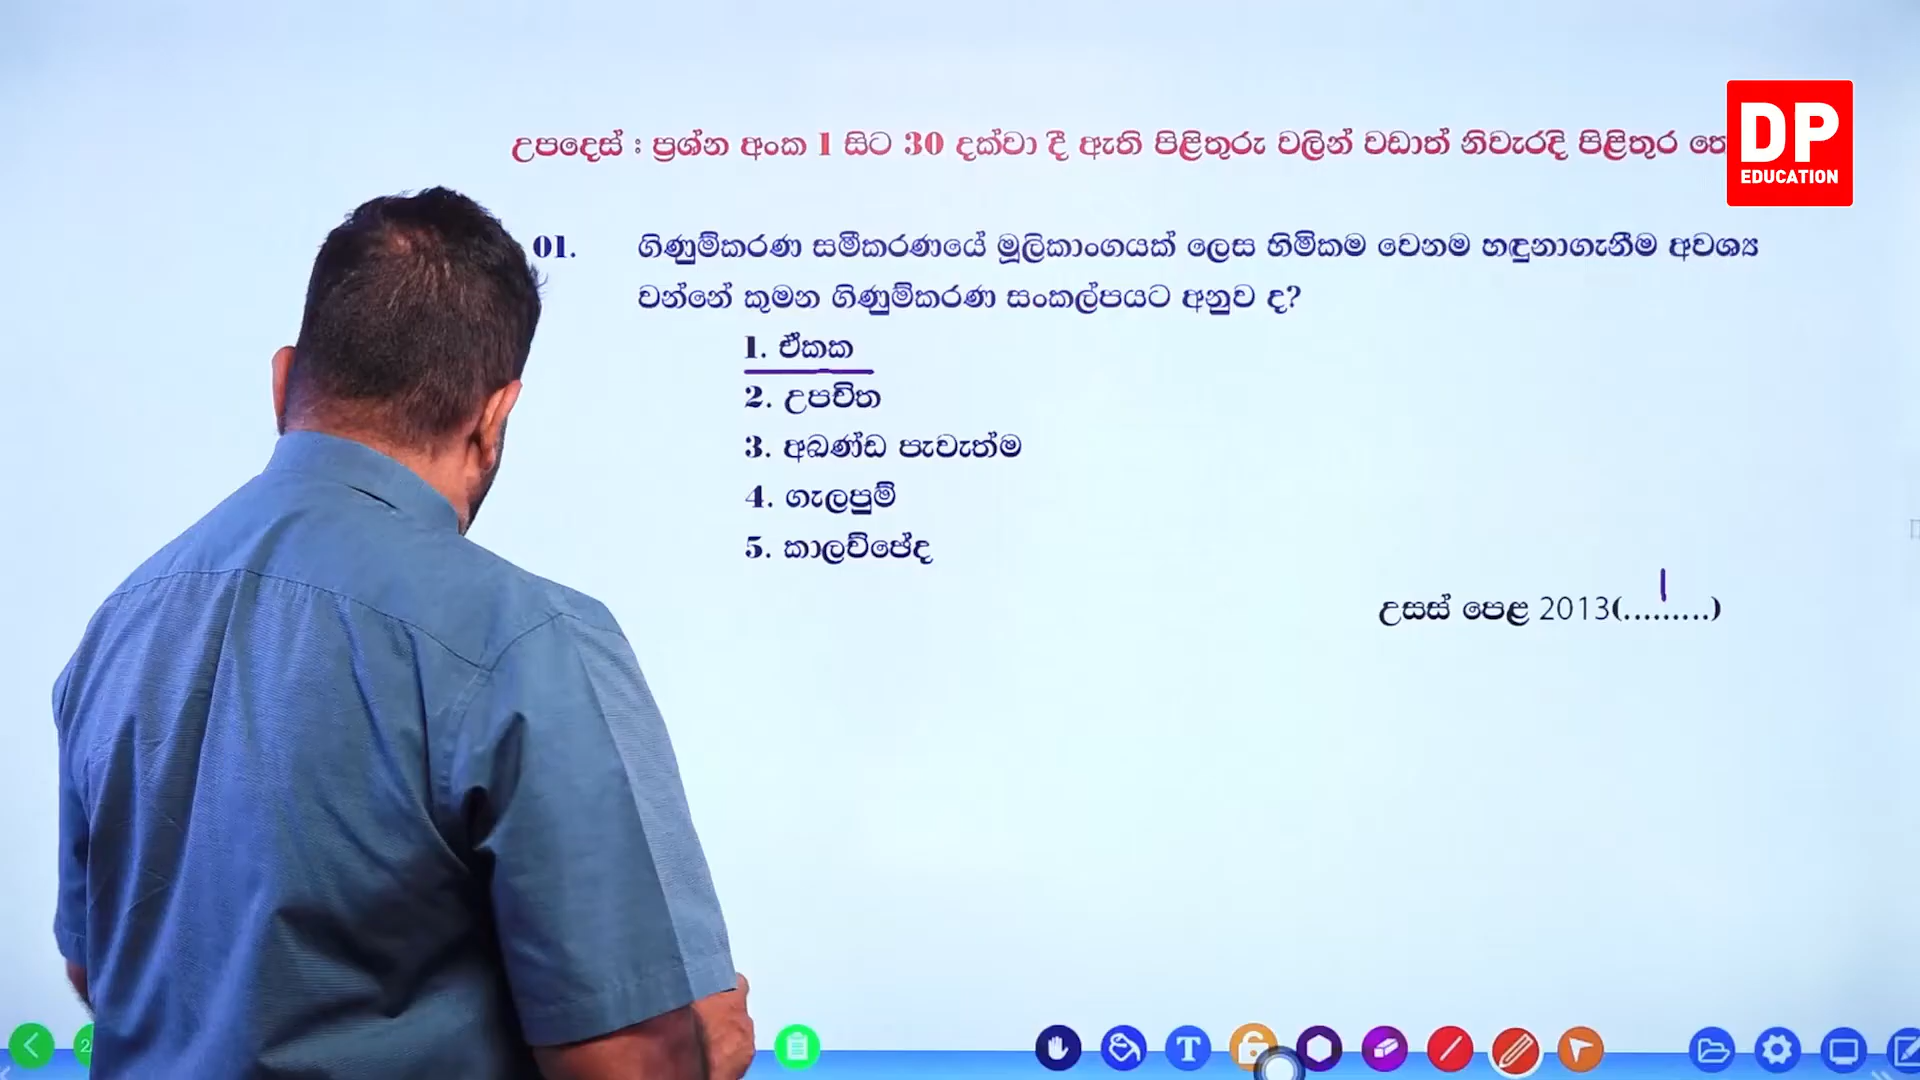 උපදෙස් : ප්‍රශ්න අංක 1 සිට 30 දක්වා දී ඇති පිළිතුරු වලින් වඩාත් නිවැරදි පිළිතුර
DP
EDUCATION
01. ගිණුම්කරණ සමීකරණයේ මූලිකාංගයක් ලෙස හිමිකම වෙනම හඳුනාගැනීම අවශ්‍ය
වන්නේ කුමන ගිණුම්කරණ සංකල්පයට අනුව ද?
1. ඒකක
2. උපචිත
3. අඛණ්ඩ පැවැත්ම
4. ගැලපුම්
5. කාලච්ඡේද
1
උසස් පෙළ 2013(.........)
2
T